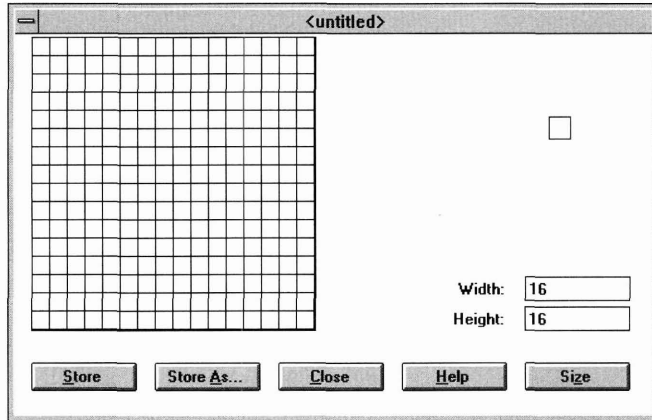 <untitled>
Width: 16
Height: 16
Store Store As... Close Help Size